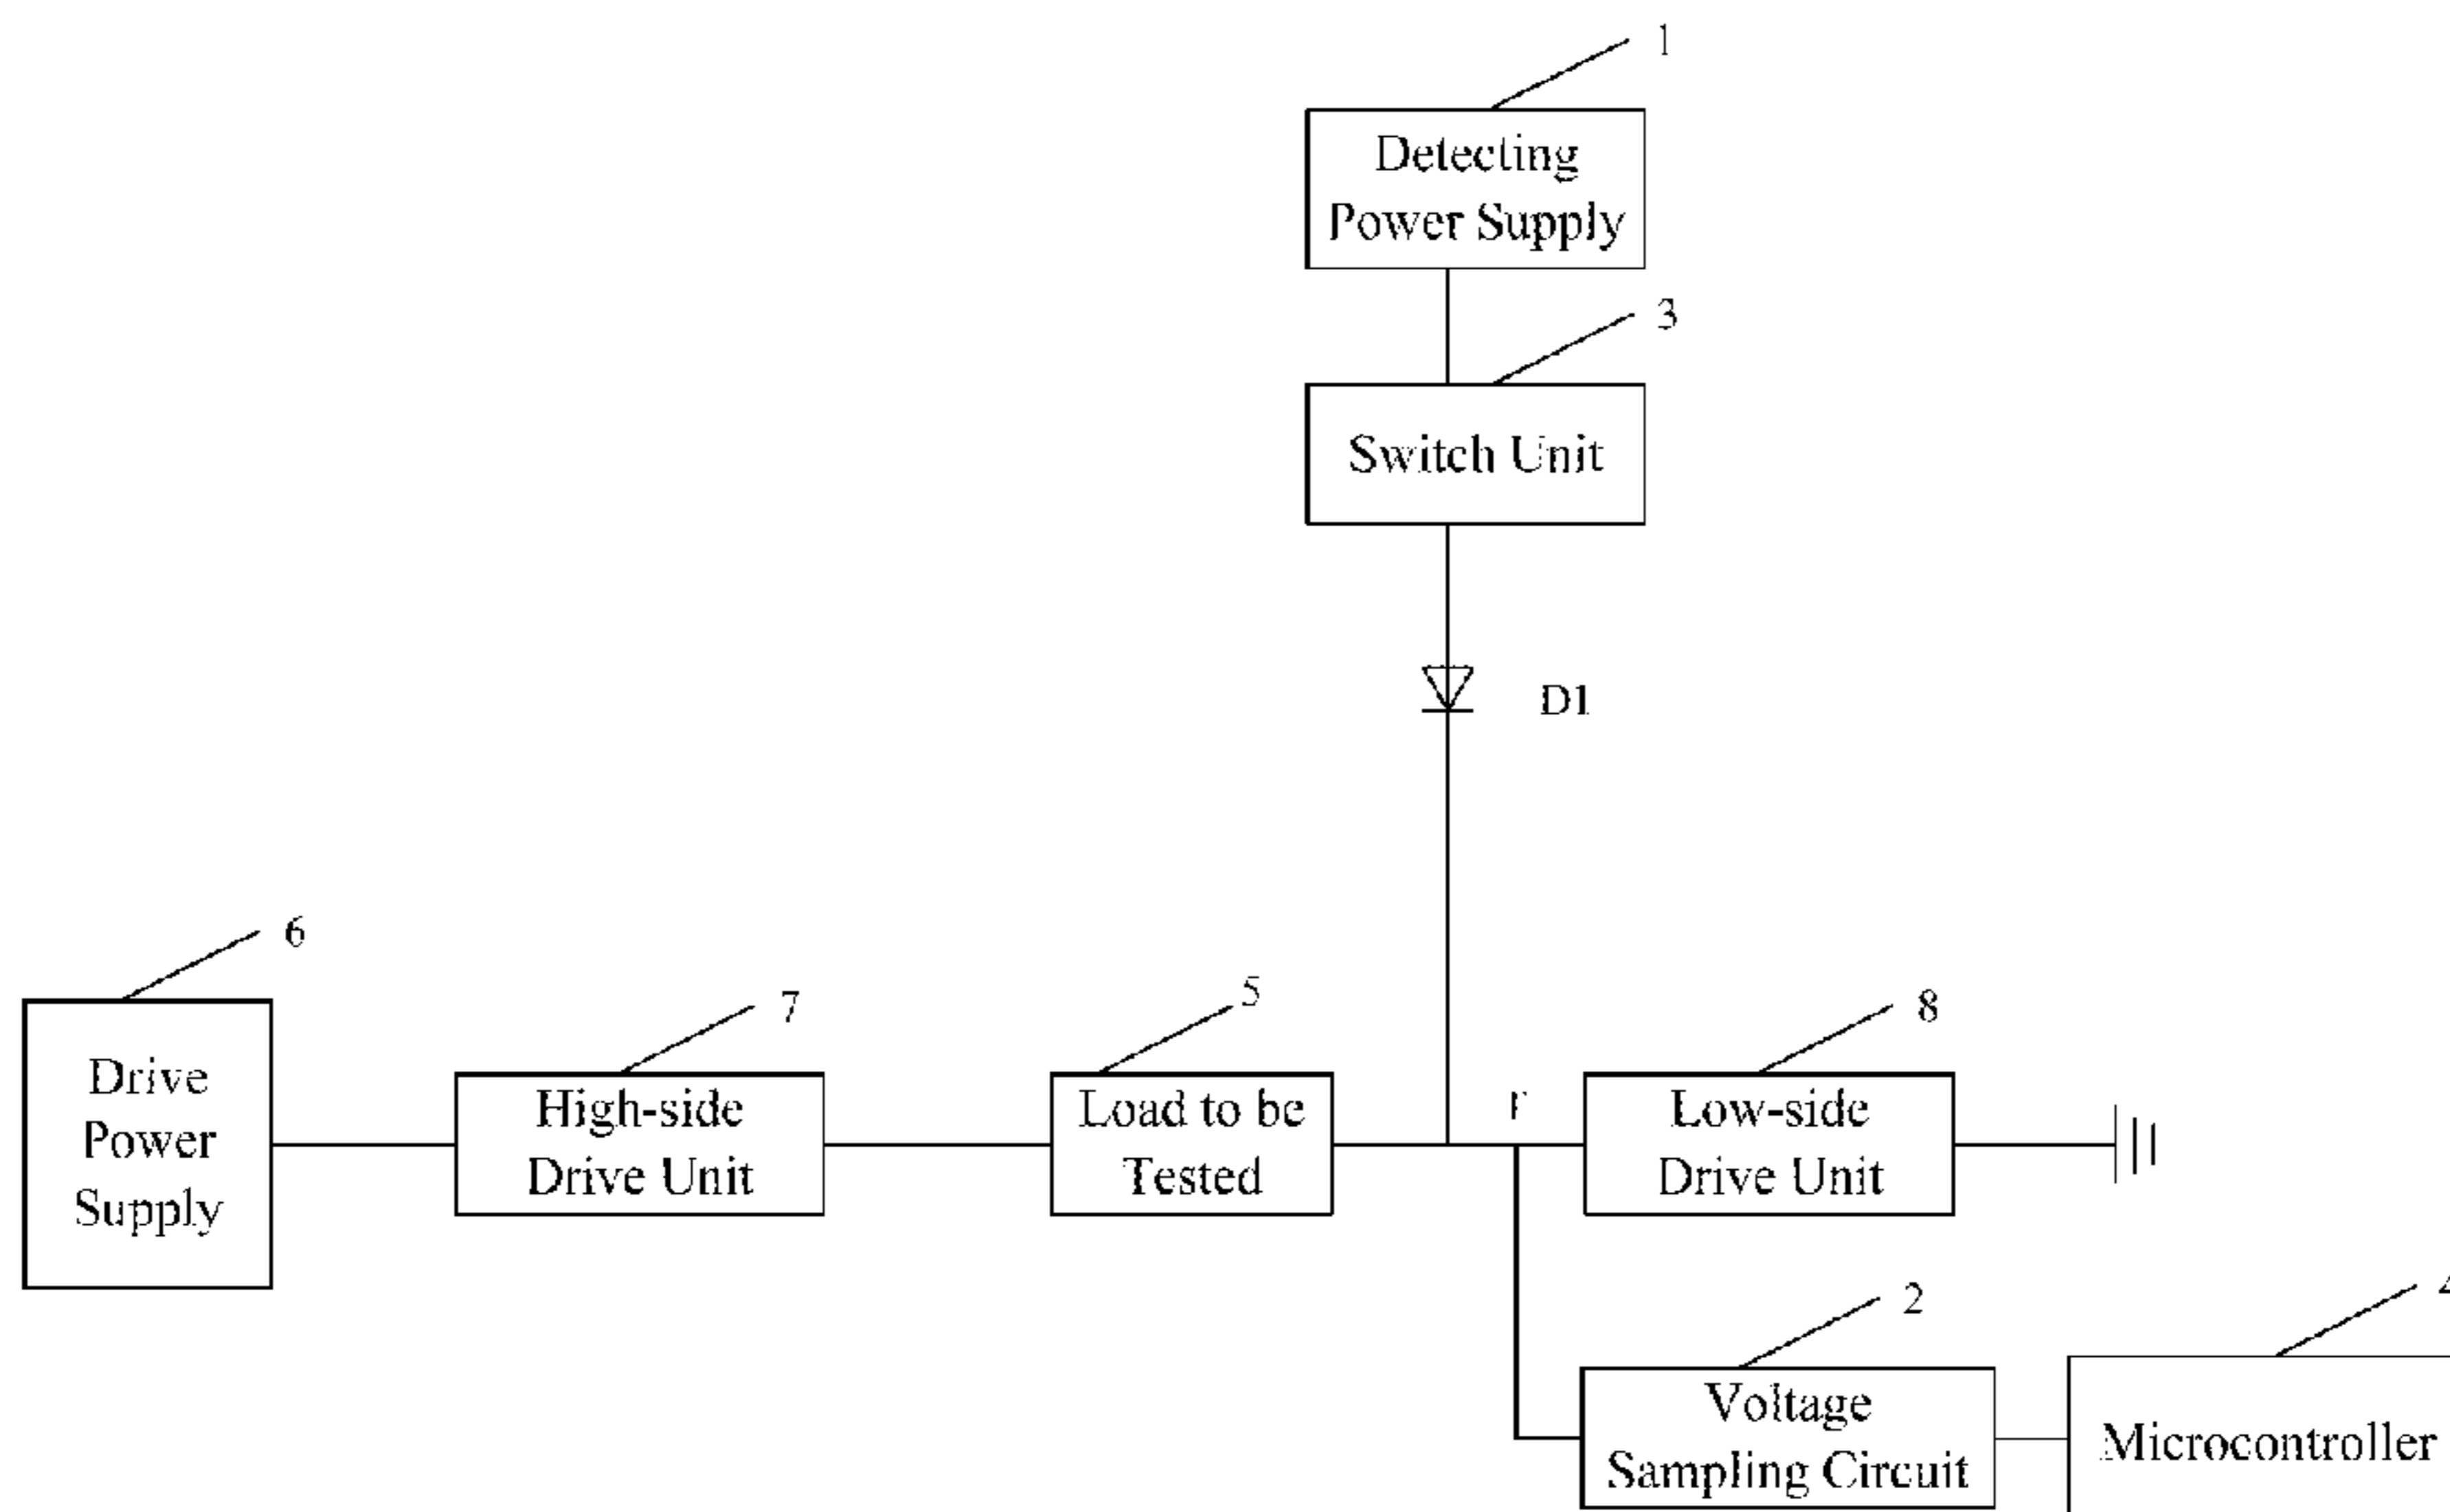 1
Detecting
Power Supply
3
Switch Unit
D1
6
Drive
Power
Supply
7
High-side
Drive Unit
5
Load to be
Tested
8
Low-side
Drive Unit
2
Voltage
Sampling Circuit
4
Microcontroller